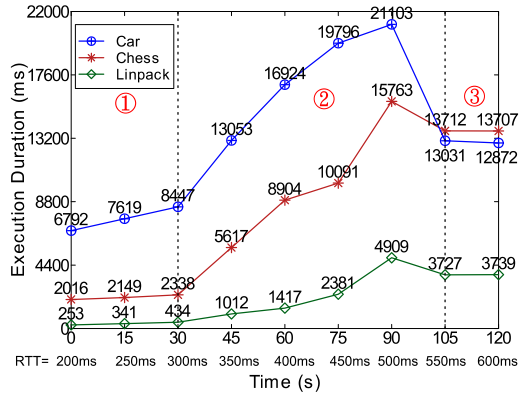 22000
17600
13200
8800
4400
0
Execution Duration (ms)
Car
Chess
Linpack
① ② ③
6792 7619 8447 13053 16924 19796 21103 13031 12872
2016 2149 2338 5617 8904 10091 15763 13712 13707
253 341 434 1012 1417 2381 4909 3727 3739
0 15 30 45 60 75 90 105 120
RTT= 200ms 250ms 300ms 350ms 400ms 450ms 500ms 550ms 600ms
Time (s)